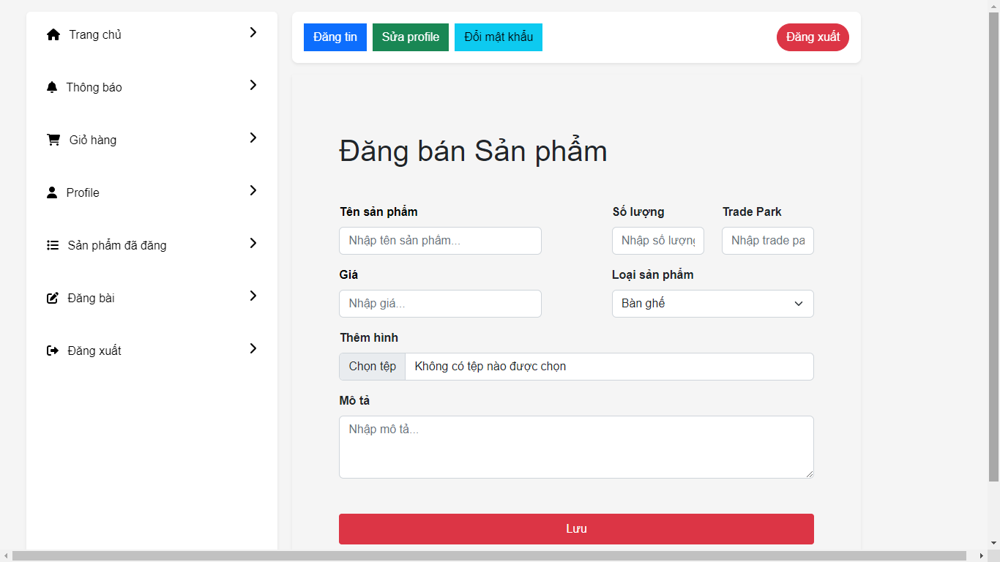 Trang chủ
Thông báo
Giỏ hàng
Profile
Sản phẩm đã đăng
Đăng bài
Đăng xuất
Đăng tin
Sửa profile
Đổi mật khẩu
Đăng xuất
Đăng bán Sản phẩm
Tên sản phẩm
Số lượng
Trade Park
Nhập tên sản phẩm...
Nhập số lượng
Nhập trade pa
Giá
Loại sản phẩm
Nhập giá...
Bàn ghế
Thêm hình
Chọn tệp
Không có tệp nào được chọn
Mô tả
Nhập mô tả...
Lưu